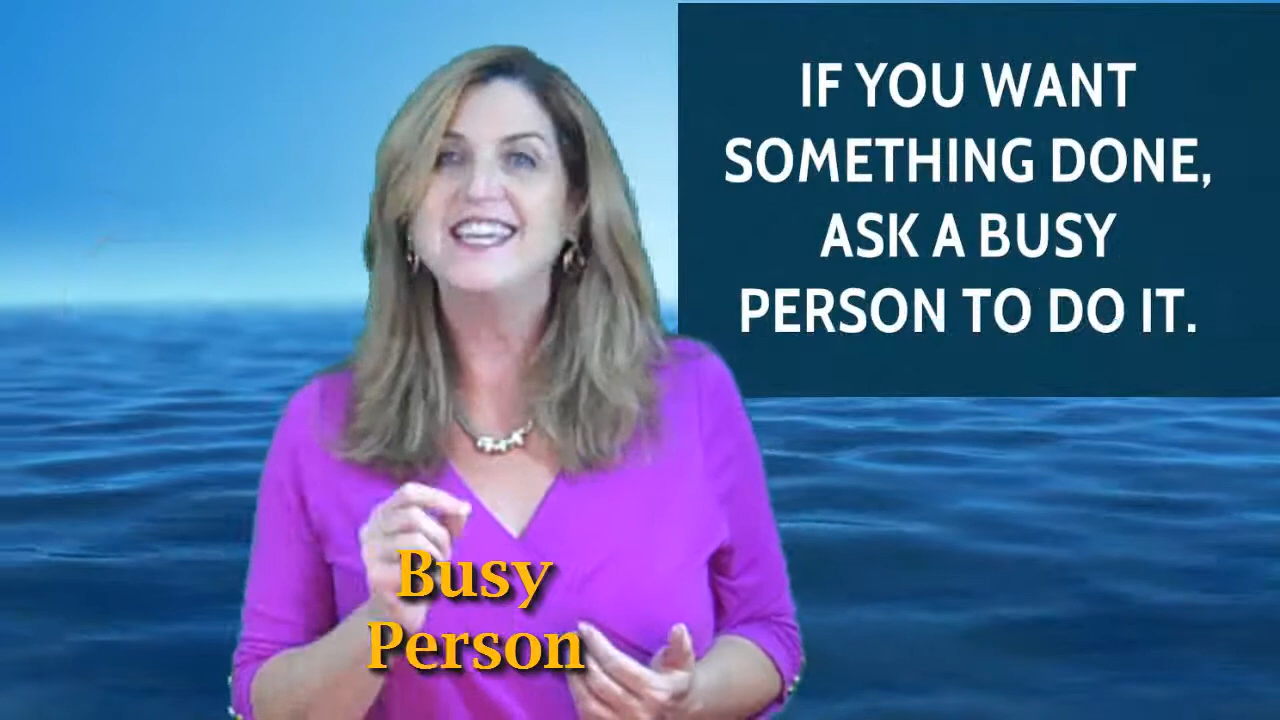 IF YOU WANT
SOMETHING DONE,
ASK A BUSY
PERSON TO DO IT.
Busy
Person